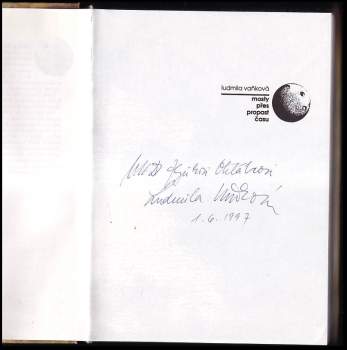 ludmila vaňková
mosty
přes
propast
času
Ludmila Vaňková
1. 6. 1997